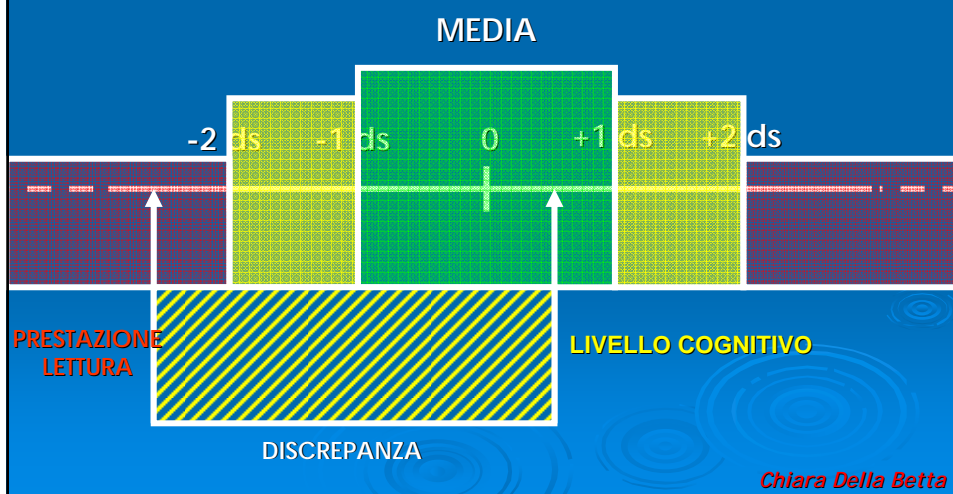 MEDIA
-2 ds -1 ds 0 +1 ds +2 ds
PRESTAZIONE
LETTURA
LIVELLO COGNITIVO
DISCREPANZA
Chiara Della Betta